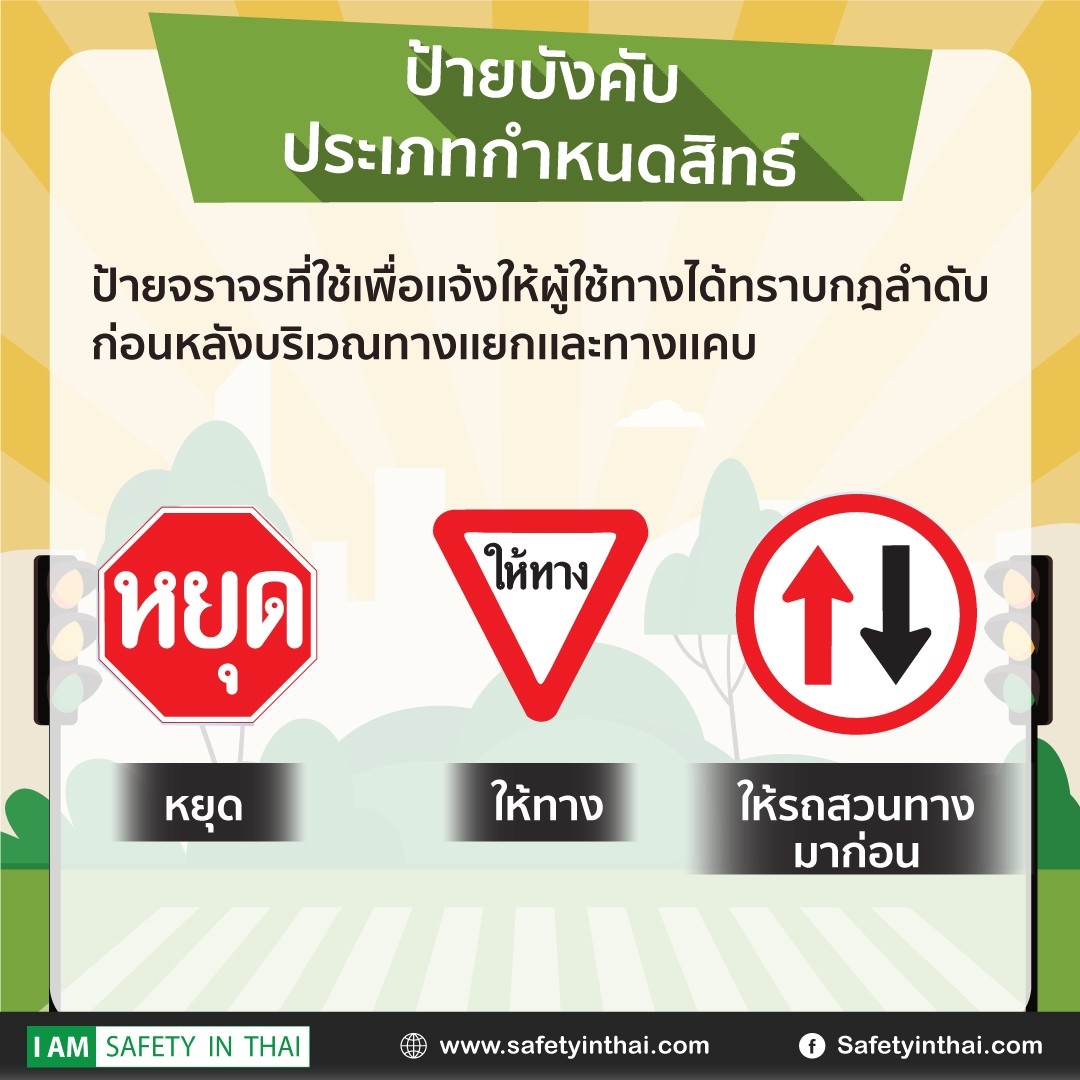 ป้ายบังคับ
ประเภทกำหนดสิทธ์
ป้ายจราจรที่ใช้เพื่อแจ้งให้ผู้ใช้ทางได้ทราบกฎลำดับ
ก่อนหลังบริเวณทางแยกและทางแคบ
หยุด
ให้ทาง
หยุด
ให้ทาง
ให้รถสวนทาง
มาก่อน
I AM SAFETY IN THAI
www.safetyinthai.com
Safetyinthai.com